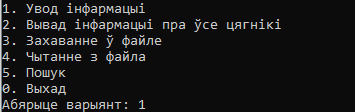 1. Увод інфармацыі
2. Вывад інфармацыі пра ўсе цягнікі
3. Захаванне ў файле
4. Чытанне з файла
5. Пошук
0. Выхад
Абярыце варыянт: 1